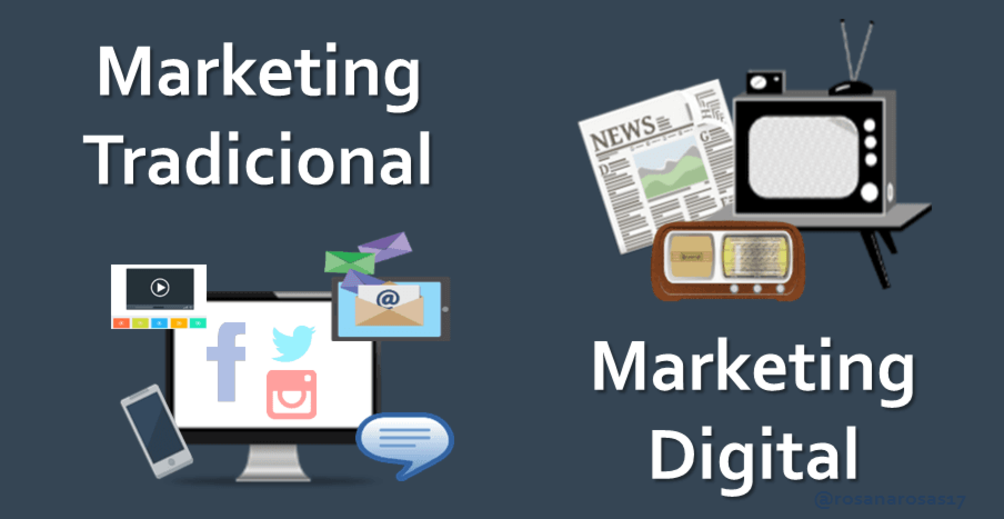 Marketing
Tradicional
NEWS
@
Marketing
Digital
@rosanerosas17